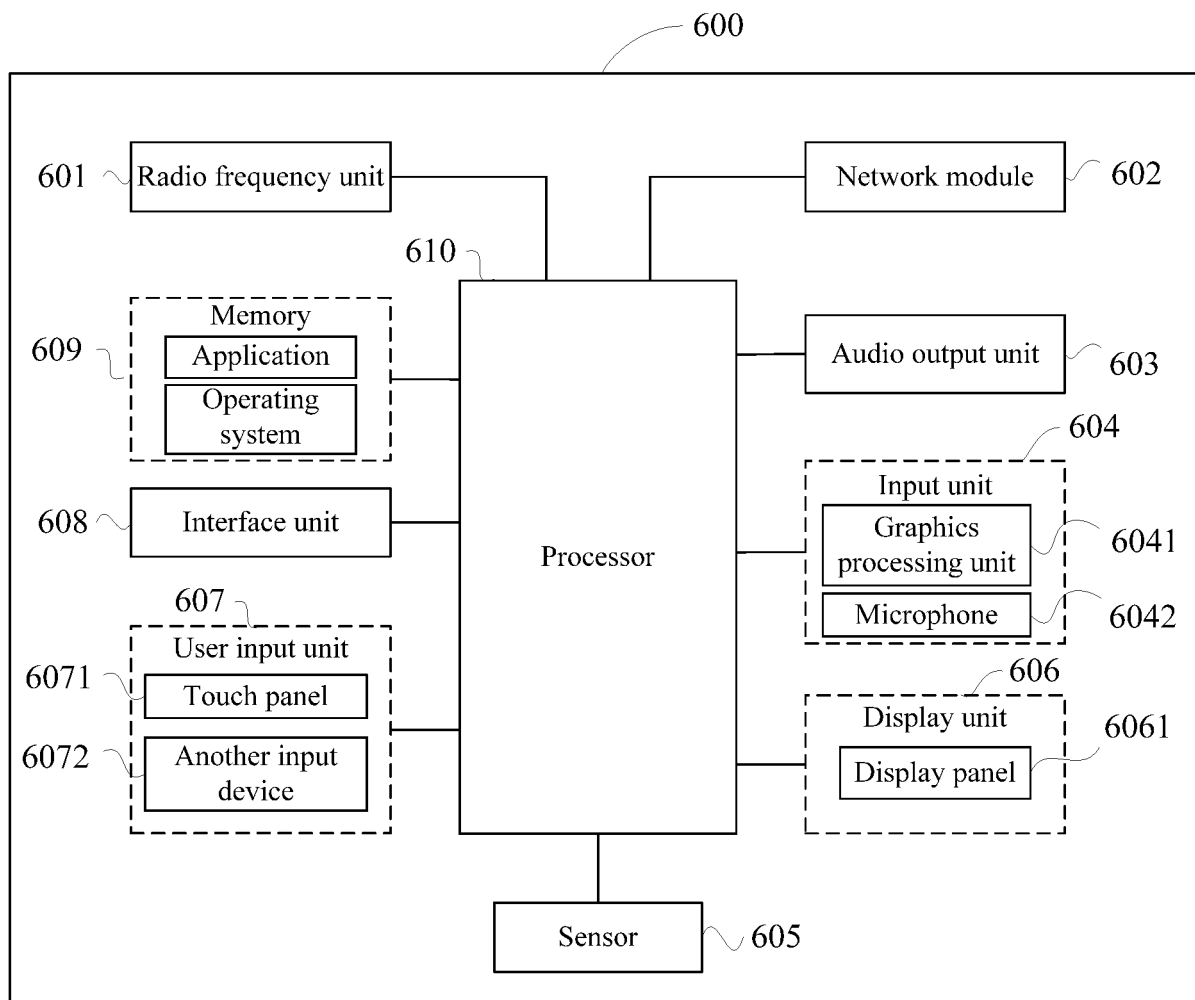 600
601
Radio frequency unit
Network module
602
610
Memory
Application
Operating
system
609
Audio output unit
603
604
Input unit
Graphics
processing unit
6041
Microphone
6042
608
Interface unit
Processor
607
User input unit
6071
Touch panel
6072
Another input
device
606
Display unit
6061
Display panel
Sensor
605